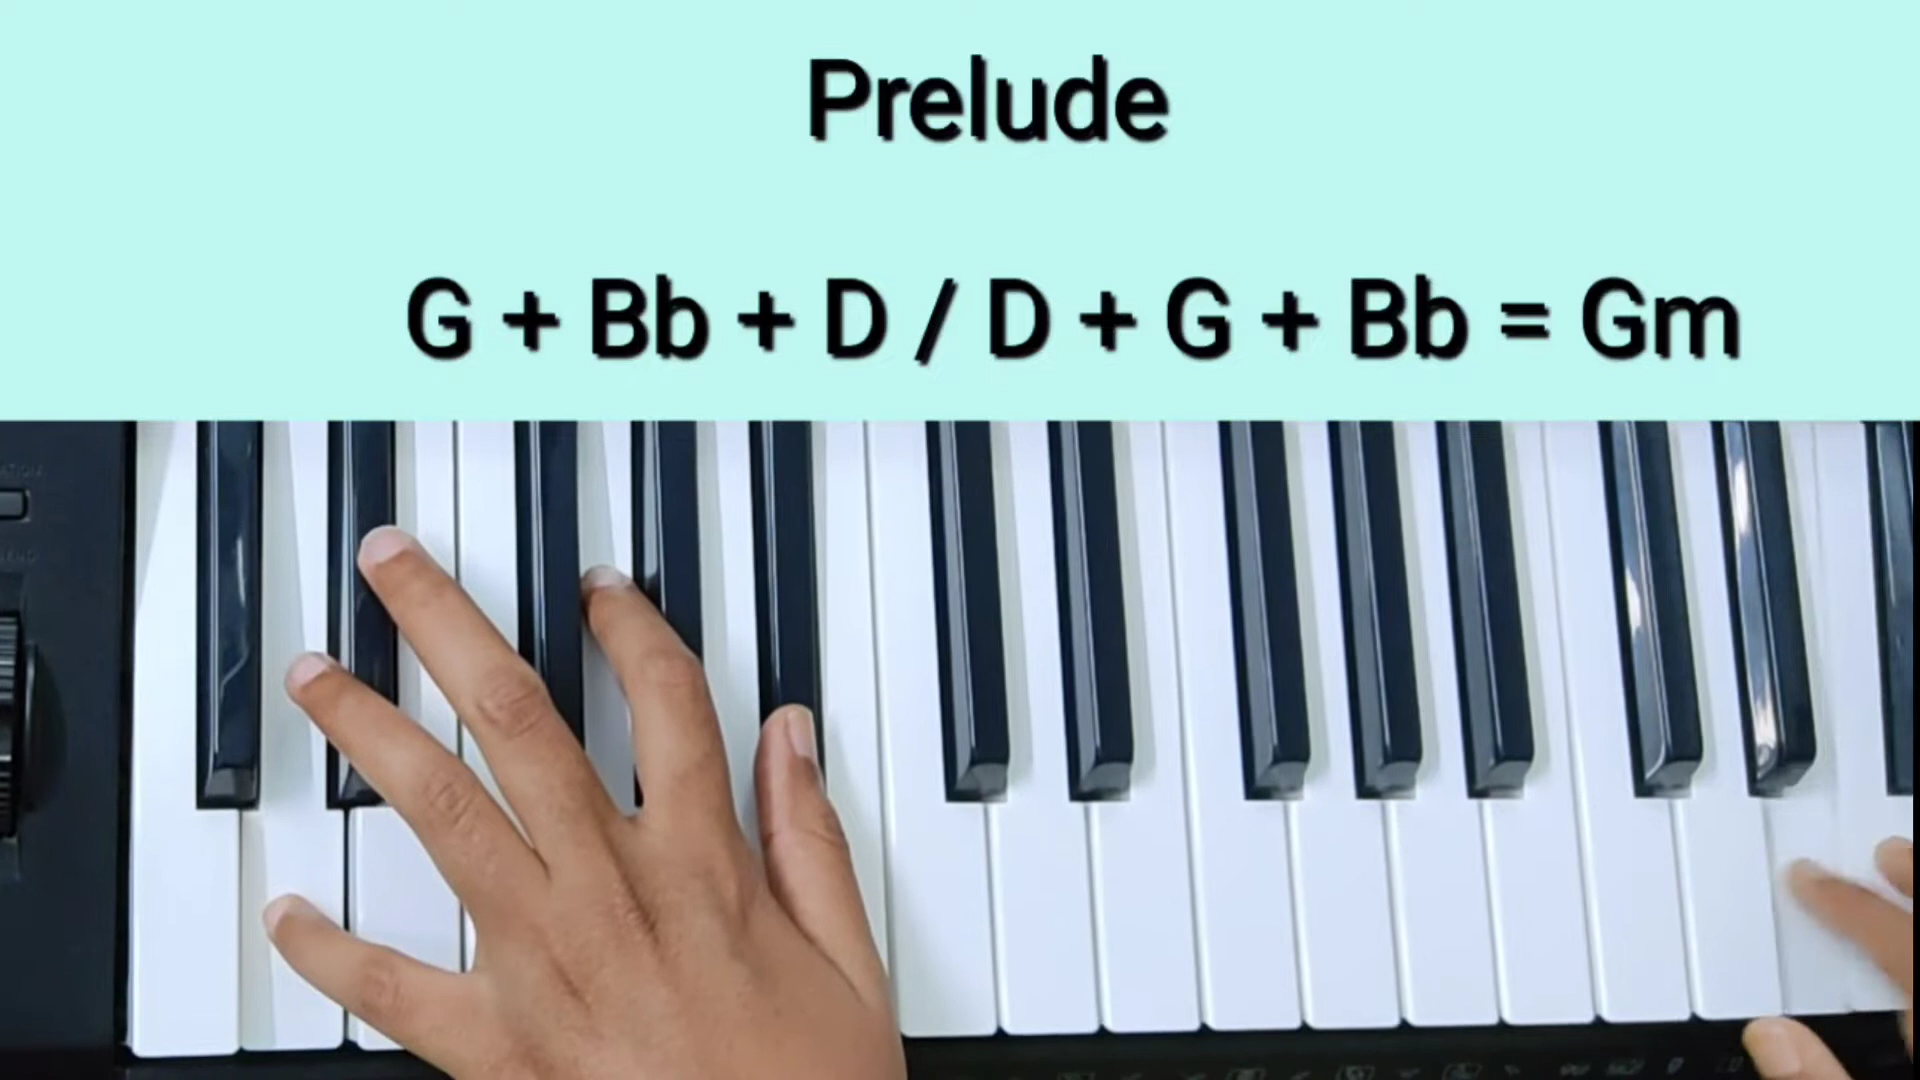 Prelude
G + Bb + D / D + G + Bb = Gm